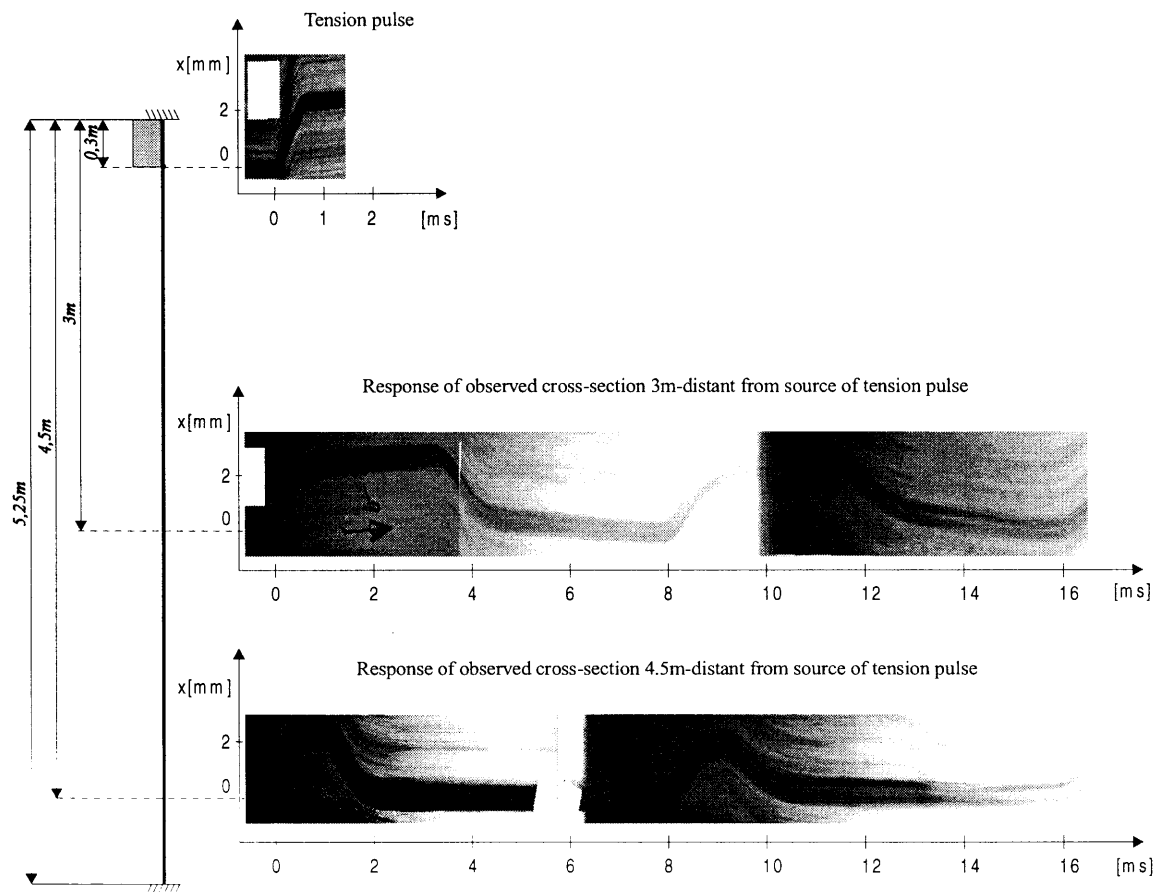 Tension pulse
x[mm]
2
0
0 1 2 [ms]
0,3m
3m
4,5m
5,25m
Response of observed cross-section 3m-distant from source of tension pulse
x[mm]
2
0
0 2 4 6 8 10 12 14 16 [ms]
Response of observed cross-section 4.5m-distant from source of tension pulse
x[mm]
2
0
0 2 4 6 8 10 12 14 16 [ms]